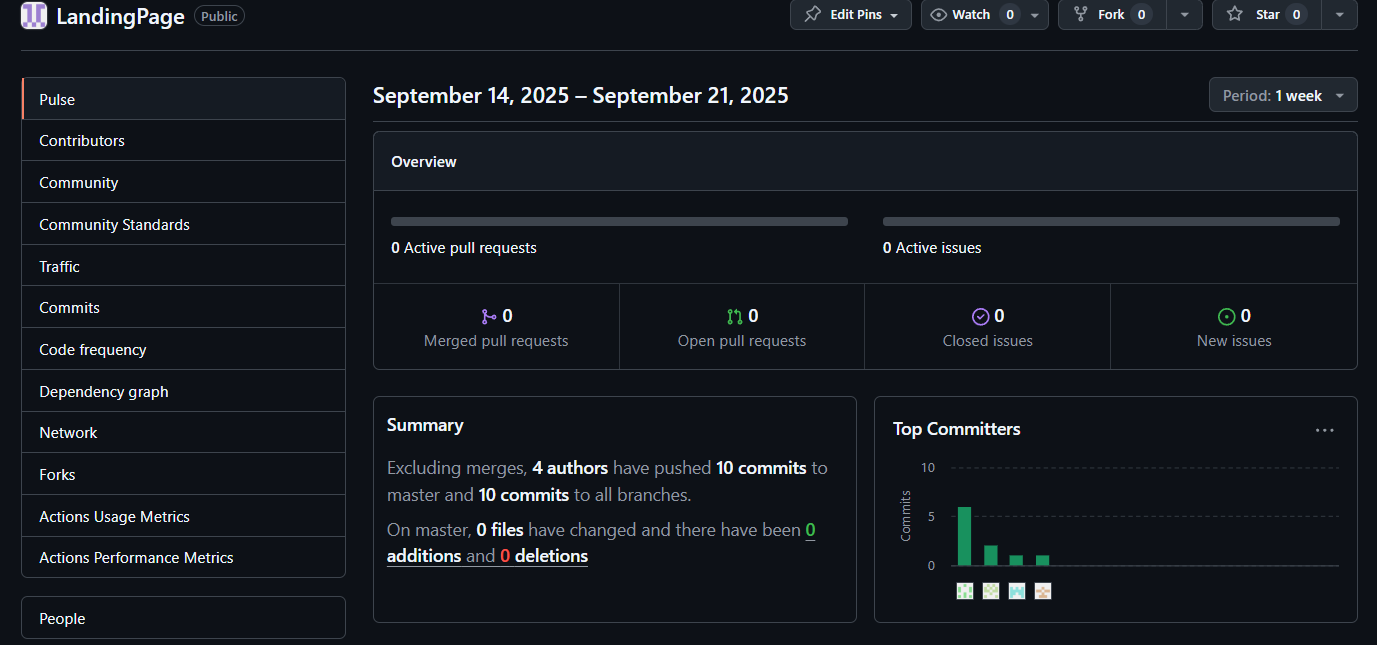 LandingPage Public
Edit Pins
Watch 0
Fork 0
Star 0
Pulse
Contributors
Community
Community Standards
Traffic
Commits
Code frequency
Dependency graph
Network
Forks
Actions Usage Metrics
Actions Performance Metrics
People
September 14, 2025 – September 21, 2025
Period: 1 week
Overview
0 Active pull requests
0 Active issues
0
Merged pull requests
0
Open pull requests
0
Closed issues
0
New issues
Summary
Excluding merges, 4 authors have pushed 10 commits to
master and 10 commits to all branches.
On master, 0 files have changed and there have been 0
additions and 0 deletions
Top Committers
Commits
10
5
0